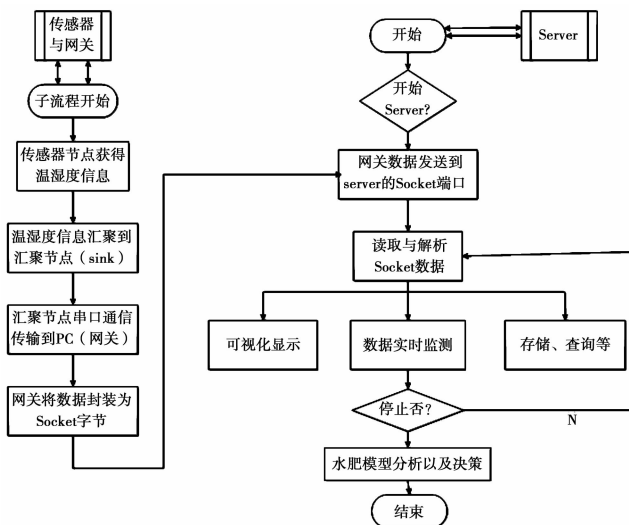 传感器
与网关
子流程开始
传感器节点获得
温湿度信息
温湿度信息汇聚到
汇聚节点（sink）
汇聚节点串口通信
传输到PC（网关）
网关将数据封装为
Socket字节
开始
Server
开始
Server?
网关数据发送到
server的Socket端口
读取与解析
Socket数据
可视化显示
数据实时监测
存储、查询等
停止否?
N
水肥模型分析以及决策
结束